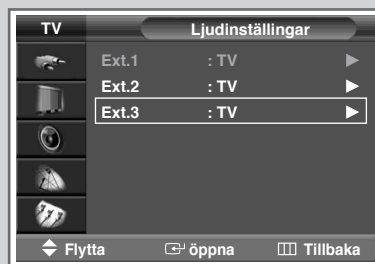 TV Ljudinställingar
Ext.1 : TV
Ext.2 : TV
Ext.3 : TV
Flytta öppna Tillbaka